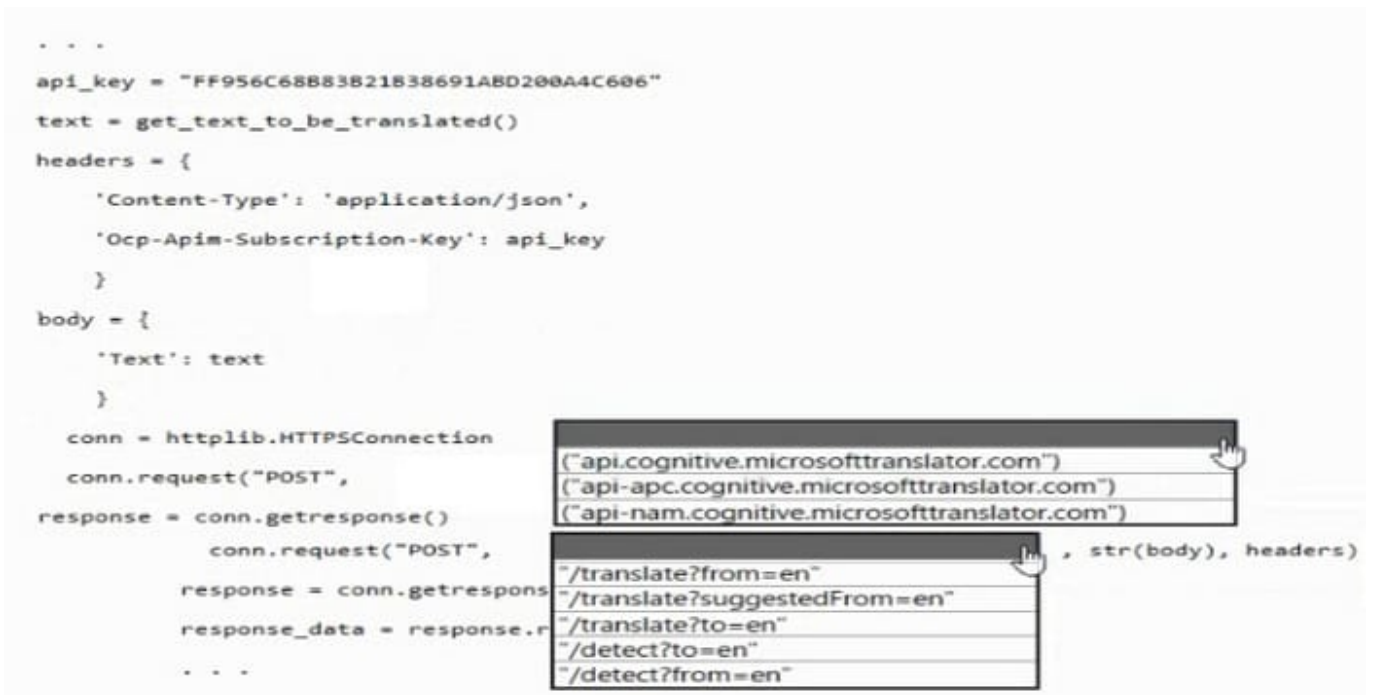 . . .
api_key = "FF956C68B83B21B38691ABD200A4C606"
text = get_text_to_be_translated()
headers = {
'Content-Type': 'application/json',
'Ocp-Apim-Subscription-Key': api_key
}
body = {
'Text': text
}
conn = httplib.HTTPSConnection
("api.cognitive.microsofttranslator.com")
conn.request("POST",
("api-apc.cognitive.microsofttranslator.com")
response = conn.getresponse()
("api-nam.cognitive.microsofttranslator.com")
conn.request("POST", , str(body), headers)
"/translate?from=en"
response = conn.getrespons
"/translate?suggestedFrom=en"
response_data = response.r
"/translate?to=en"
"/detect?to=en"
. . .
"/detect?from=en"